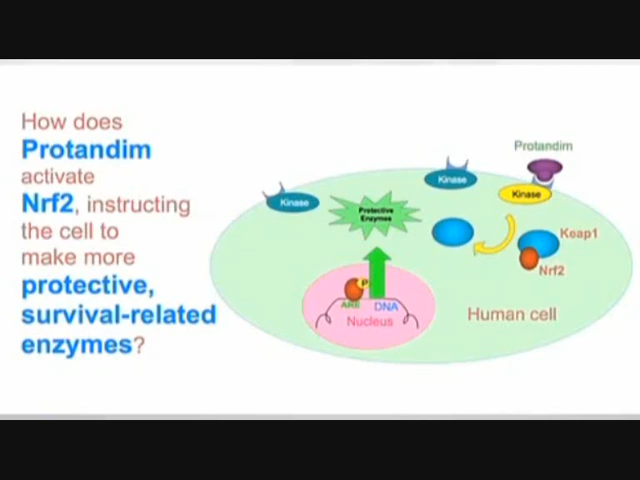 How does
Protandim
activate
Nrf2, instructing
the cell to
make more
protective,
survival-related
enzymes?
Protandim
Kinase
Kinase
Kinase
Protective
Enzymes
Keap1
Nrf2
P
ARE
DNA
Nucleus
Human cell